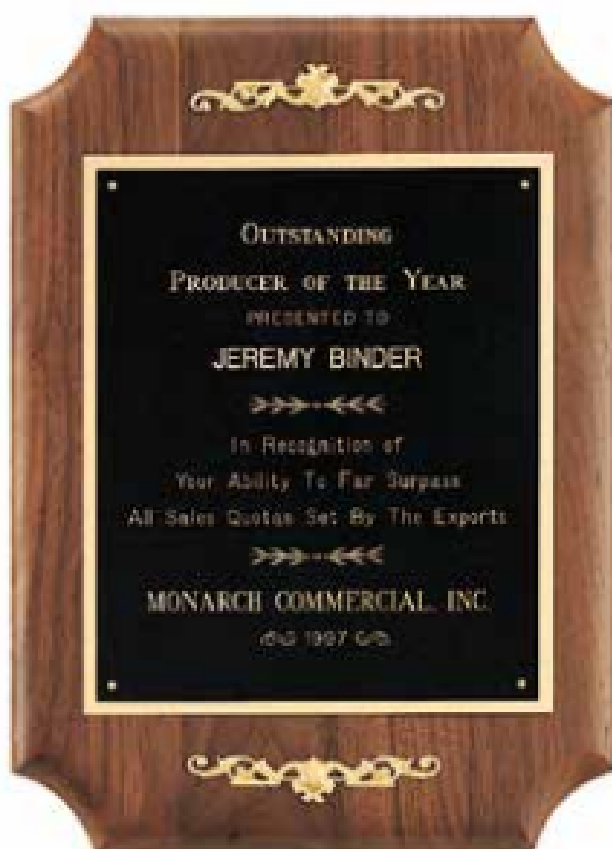 OUTSTANDING
PRODUCER OF THE YEAR
PRESENTED TO
JEREMY BINDER
In Recognition of
Your Ability To Far Surpass
All Sales Quotas Set By The Experts
MONARCH COMMERCIAL, INC.
1997